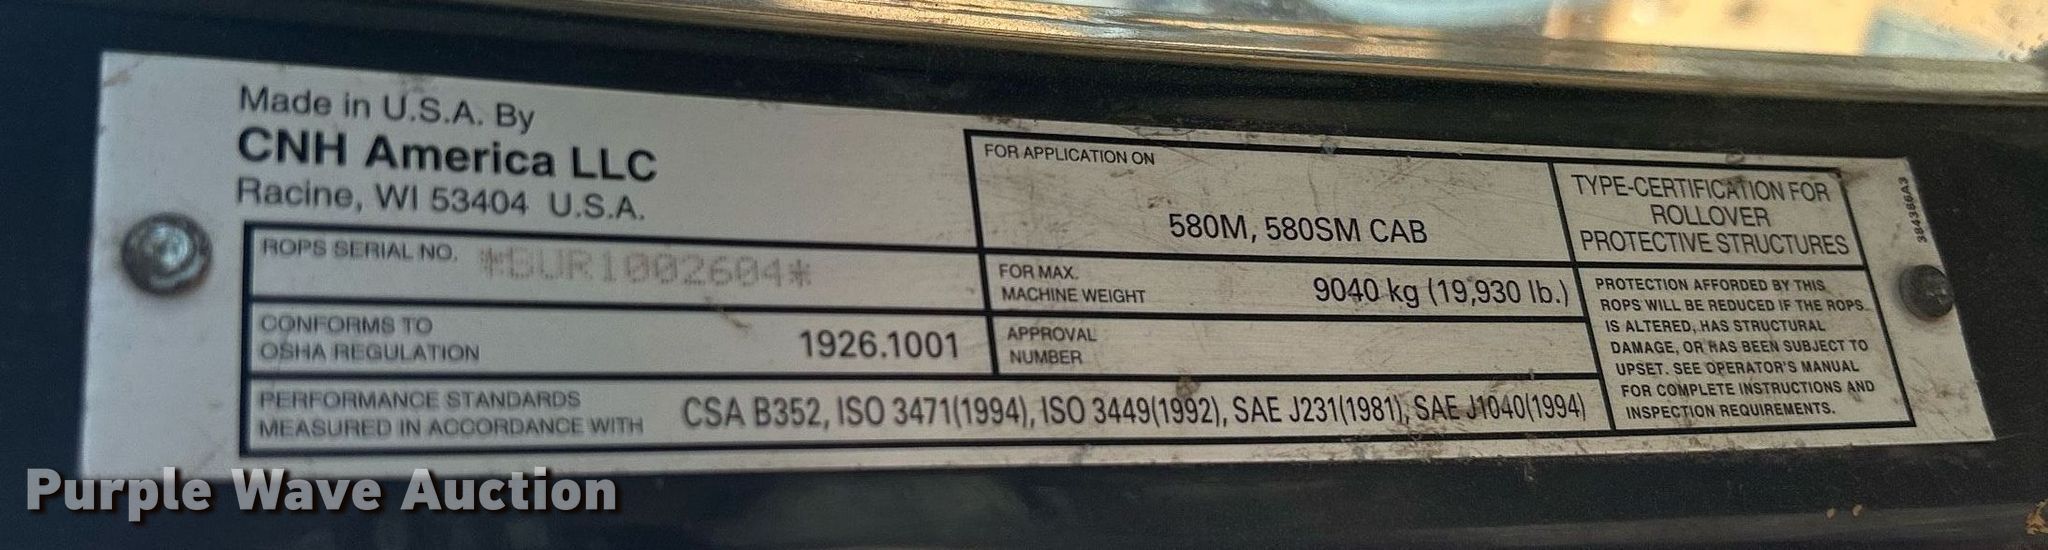 Made in U.S.A. By
CNH America LLC
Racine, WI 53404 U.S.A.
ROPS SERIAL NO. *BUR1002604*
CONFORMS TO
OSHA REGULATION 1926.1001
PERFORMANCE STANDARDS
MEASURED IN ACCORDANCE WITH CSA B352, ISO 3471(1994), ISO 3449(1992), SAE J231(1981), SAE J1040(1994)
FOR APPLICATION ON
580M, 580SM CAB
FOR MAX.
MACHINE WEIGHT 9040 kg (19,930 lb.)
APPROVAL
NUMBER
TYPE-CERTIFICATION FOR
ROLLOVER
PROTECTIVE STRUCTURES
PROTECTION AFFORDED BY THIS
ROPS WILL BE REDUCED IF THE ROPS
IS ALTERED, HAS STRUCTURAL
DAMAGE, OR HAS BEEN SUBJECT TO
UPSET. SEE OPERATOR'S MANUAL
FOR COMPLETE INSTRUCTIONS AND
INSPECTION REQUIREMENTS.
384366A3
Purple Wave Auction